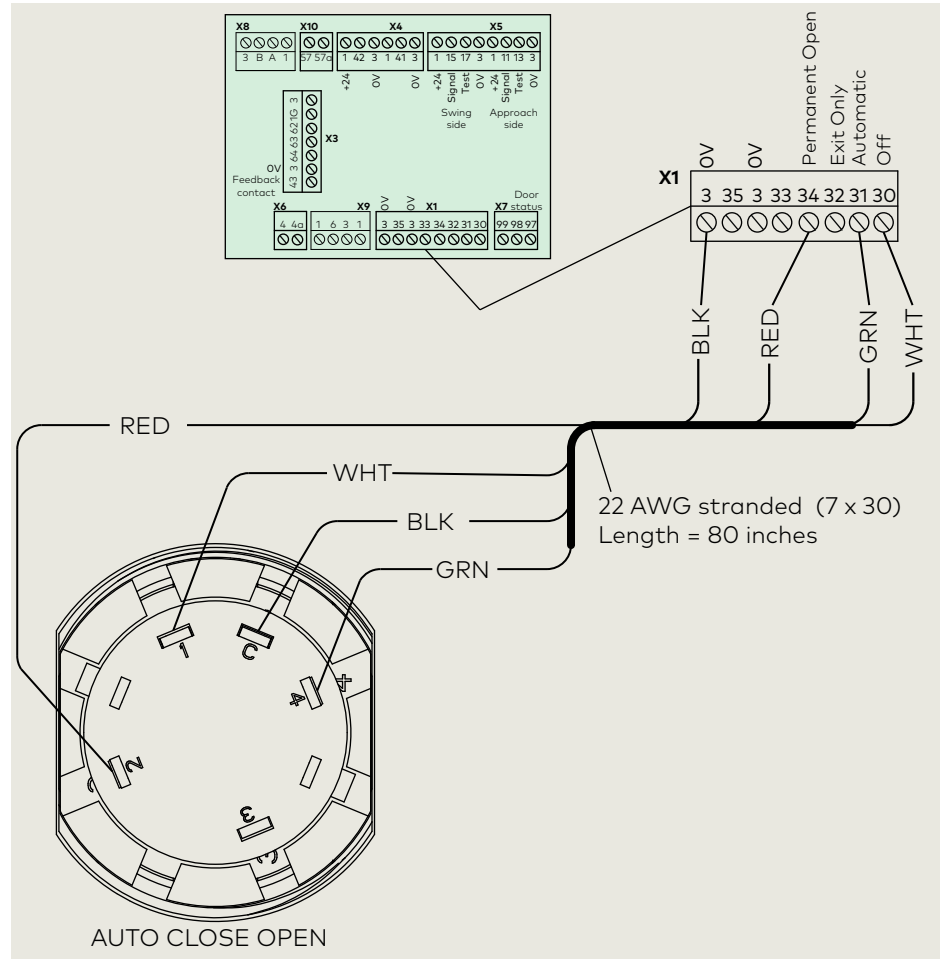 X8 X10 X4 X5
3 B A 1 57 57a 1 42 3 1 41 3 1 15 17 3 1 11 13 3
+24 0V 0V +24 Signal Test 0V +24 Signal Test 0V
Swing side
Approach side
3 1G 62 63 64 3 43
X3
0V
Feedback
contact
X6 X9 X1 X7
0V 0V
Door
status
4 4a 1 6 3 1 3 35 3 33 34 32 31 30 99 98 97
X1
0V
0V
Permanent Open
Exit Only
Automatic
Off
3 35 3 33 34 32 31 30
BLK
RED
GRN
WHT
RED
WHT
BLK
GRN
22 AWG stranded (7 x 30)
Length = 80 inches
1
C
4
4
2
3
AUTO CLOSE OPEN